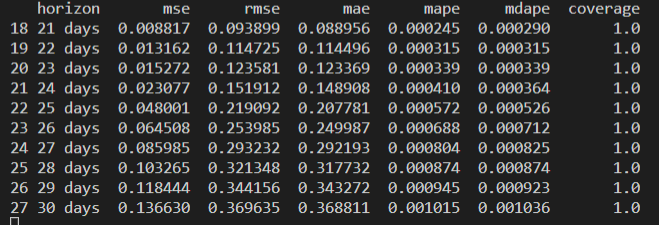 horizon mse rmse mae mape mdape coverage
18 21 days 0.008817 0.093899 0.088956 0.000245 0.000290 1.0
19 22 days 0.013162 0.114725 0.114496 0.000315 0.000315 1.0
20 23 days 0.015272 0.123581 0.123369 0.000339 0.000339 1.0
21 24 days 0.023077 0.151912 0.148908 0.000410 0.000364 1.0
22 25 days 0.048001 0.219092 0.207781 0.000572 0.000526 1.0
23 26 days 0.064508 0.253985 0.249987 0.000688 0.000712 1.0
24 27 days 0.085985 0.293232 0.292193 0.000804 0.000825 1.0
25 28 days 0.103265 0.321348 0.317732 0.000874 0.000874 1.0
26 29 days 0.118444 0.344156 0.343272 0.000945 0.000923 1.0
27 30 days 0.136630 0.369635 0.368811 0.001015 0.001036 1.0